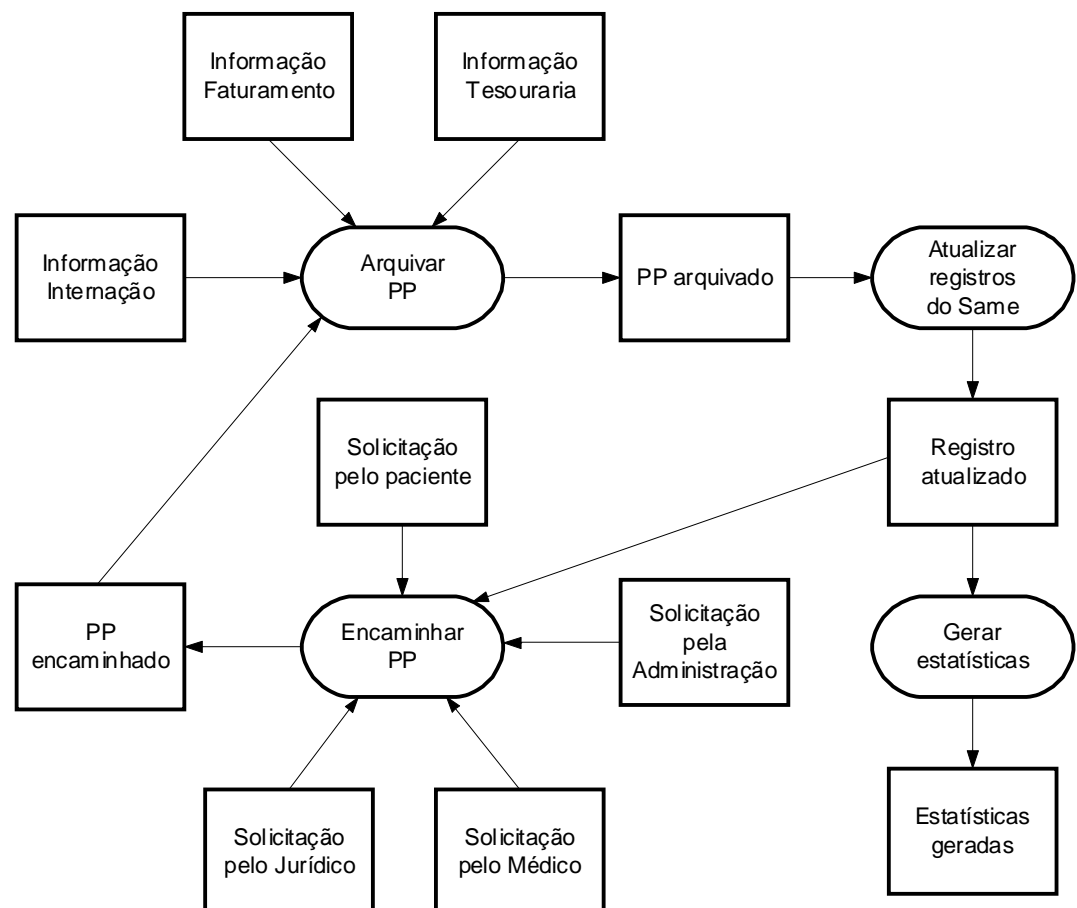 Informação
Faturamento
Informação
Tesouraria
Informação
Internação
Arquivar
PP
PP arquivado
Atualizar
registros
do Same
Solicitação
pelo paciente
Registro
atualizado
PP
encaminhado
Encaminhar
PP
Solicitação
pela
Administração
Gerar
estatísticas
Solicitação
pelo Jurídico
Solicitação
pelo Médico
Estatísticas
geradas